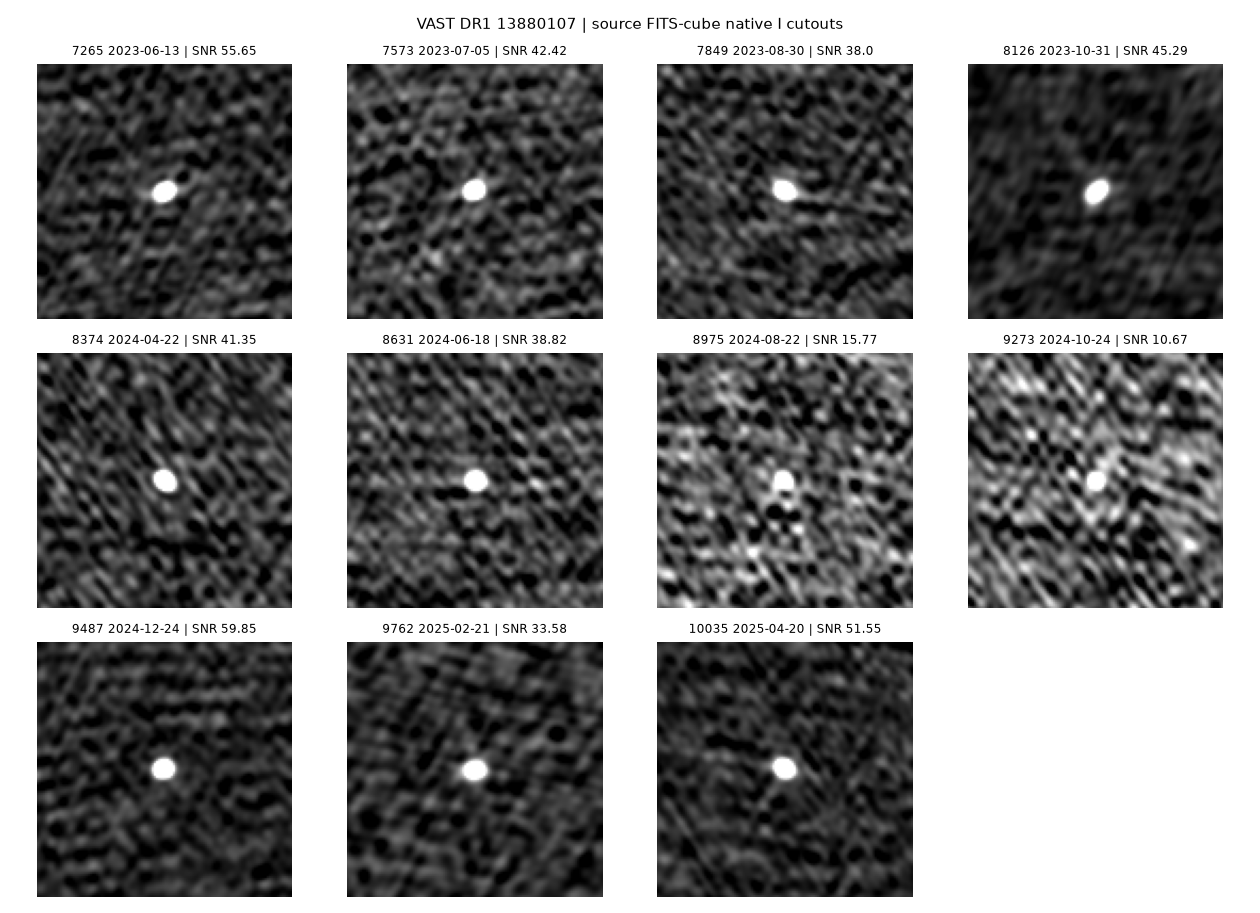 VAST DR1 13880107 | source FITS-cube native I cutouts
7265 2023-06-13 | SNR 55.65
7573 2023-07-05 | SNR 42.42
7849 2023-08-30 | SNR 38.0
8126 2023-10-31 | SNR 45.29
8374 2024-04-22 | SNR 41.35
8631 2024-06-18 | SNR 38.82
8975 2024-08-22 | SNR 15.77
9273 2024-10-24 | SNR 10.67
9487 2024-12-24 | SNR 59.85
9762 2025-02-21 | SNR 33.58
10035 2025-04-20 | SNR 51.55